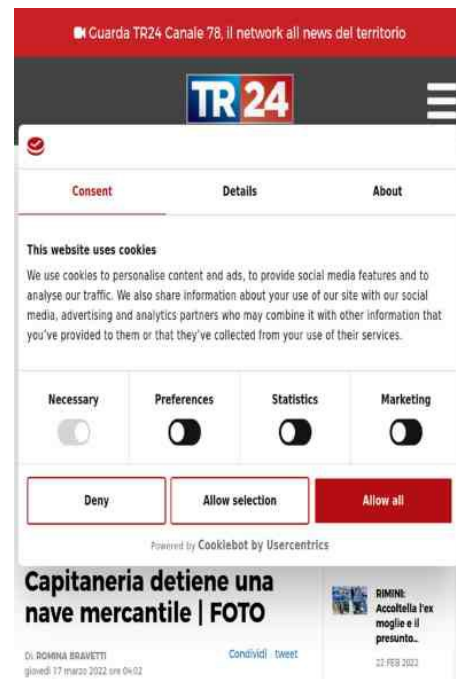 Guarda TR24 Canale 78, il network all news del territorio
TR 24
Consent
Details
About
This website uses cookies
We use cookies to personalise content and ads, to provide social media features and to
analyse our traffic. We also share information about your use of our site with our social
media, advertising and analytics partners who may combine it with other information that
you've provided to them or that they've collected from your use of their services.
Necessary
Preferences
Statistics
Marketing
Deny
Allow selection
Allow all
Powered by Cookiebot by Usercentrics
Capitaneria detiene una
nave mercantile | FOTO
Di ROMINA BRAVETTI
giovedì 17 marzo 2022 ore 04:02
Condividi tweet
RIMINI:
Accoltella l'ex
moglie e il
presunto...
22 FEB 2022